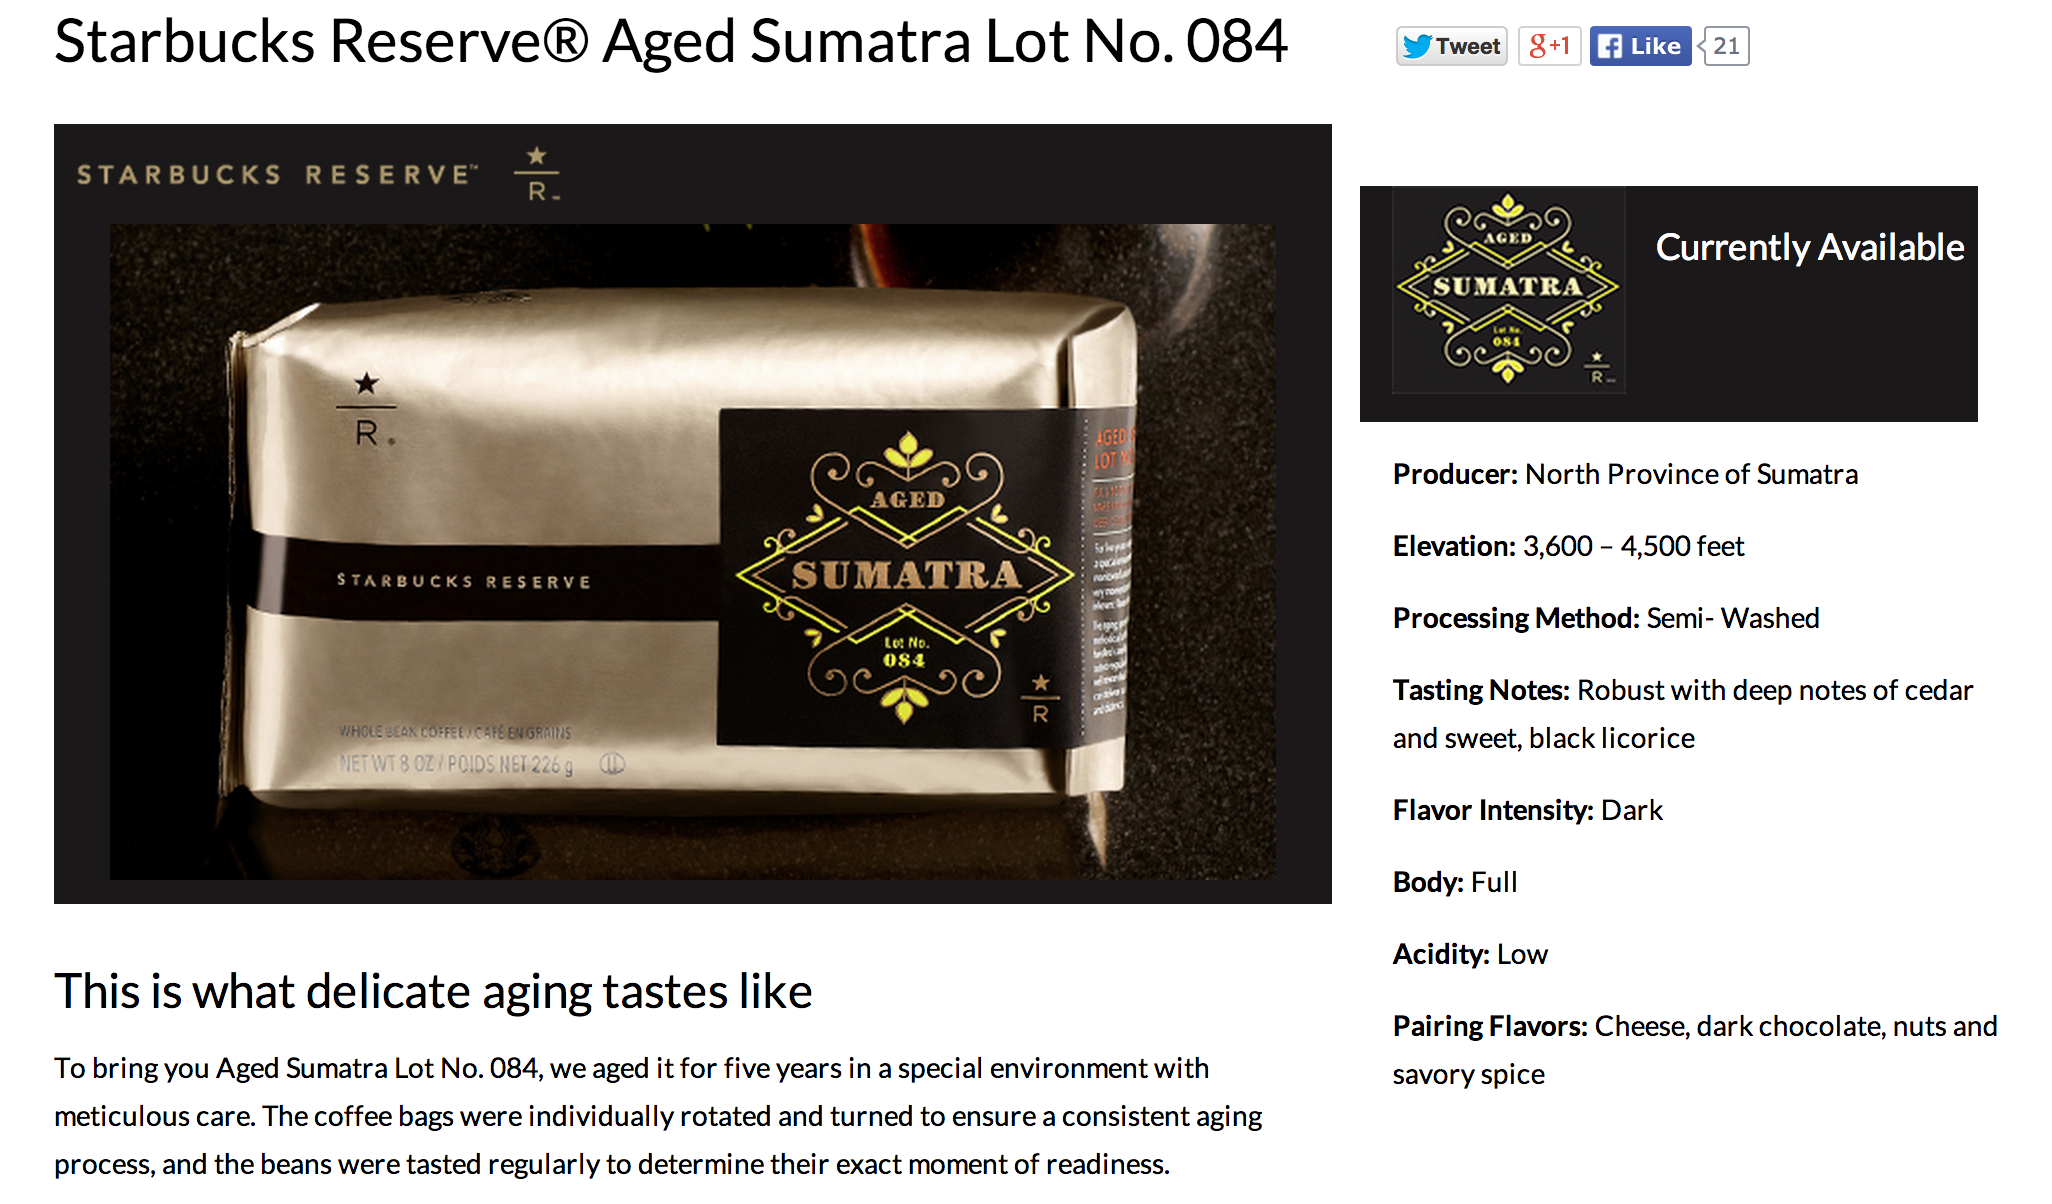 Starbucks Reserve® Aged Sumatra Lot No. 084
Tweet
g+1
Like
21
STARBUCKS RESERVE™
R
R
STARBUCKS RESERVE
WHOLE BEAN COFFEE / CAFÉ EN GRAINS
NET WT 8 OZ / POIDS NET 226 g
AGED
SUMATRA
Lot No.
084
R
AGED
LOT
AGED
SUMATRA
Lot No.
084
R
Currently Available
Producer: North Province of Sumatra
Elevation: 3,600 – 4,500 feet
Processing Method: Semi- Washed
Tasting Notes: Robust with deep notes of cedar
and sweet, black licorice
Flavor Intensity: Dark
Body: Full
Acidity: Low
Pairing Flavors: Cheese, dark chocolate, nuts and
savory spice
This is what delicate aging tastes like
To bring you Aged Sumatra Lot No. 084, we aged it for five years in a special environment with
meticulous care. The coffee bags were individually rotated and turned to ensure a consistent aging
process, and the beans were tasted regularly to determine their exact moment of readiness.